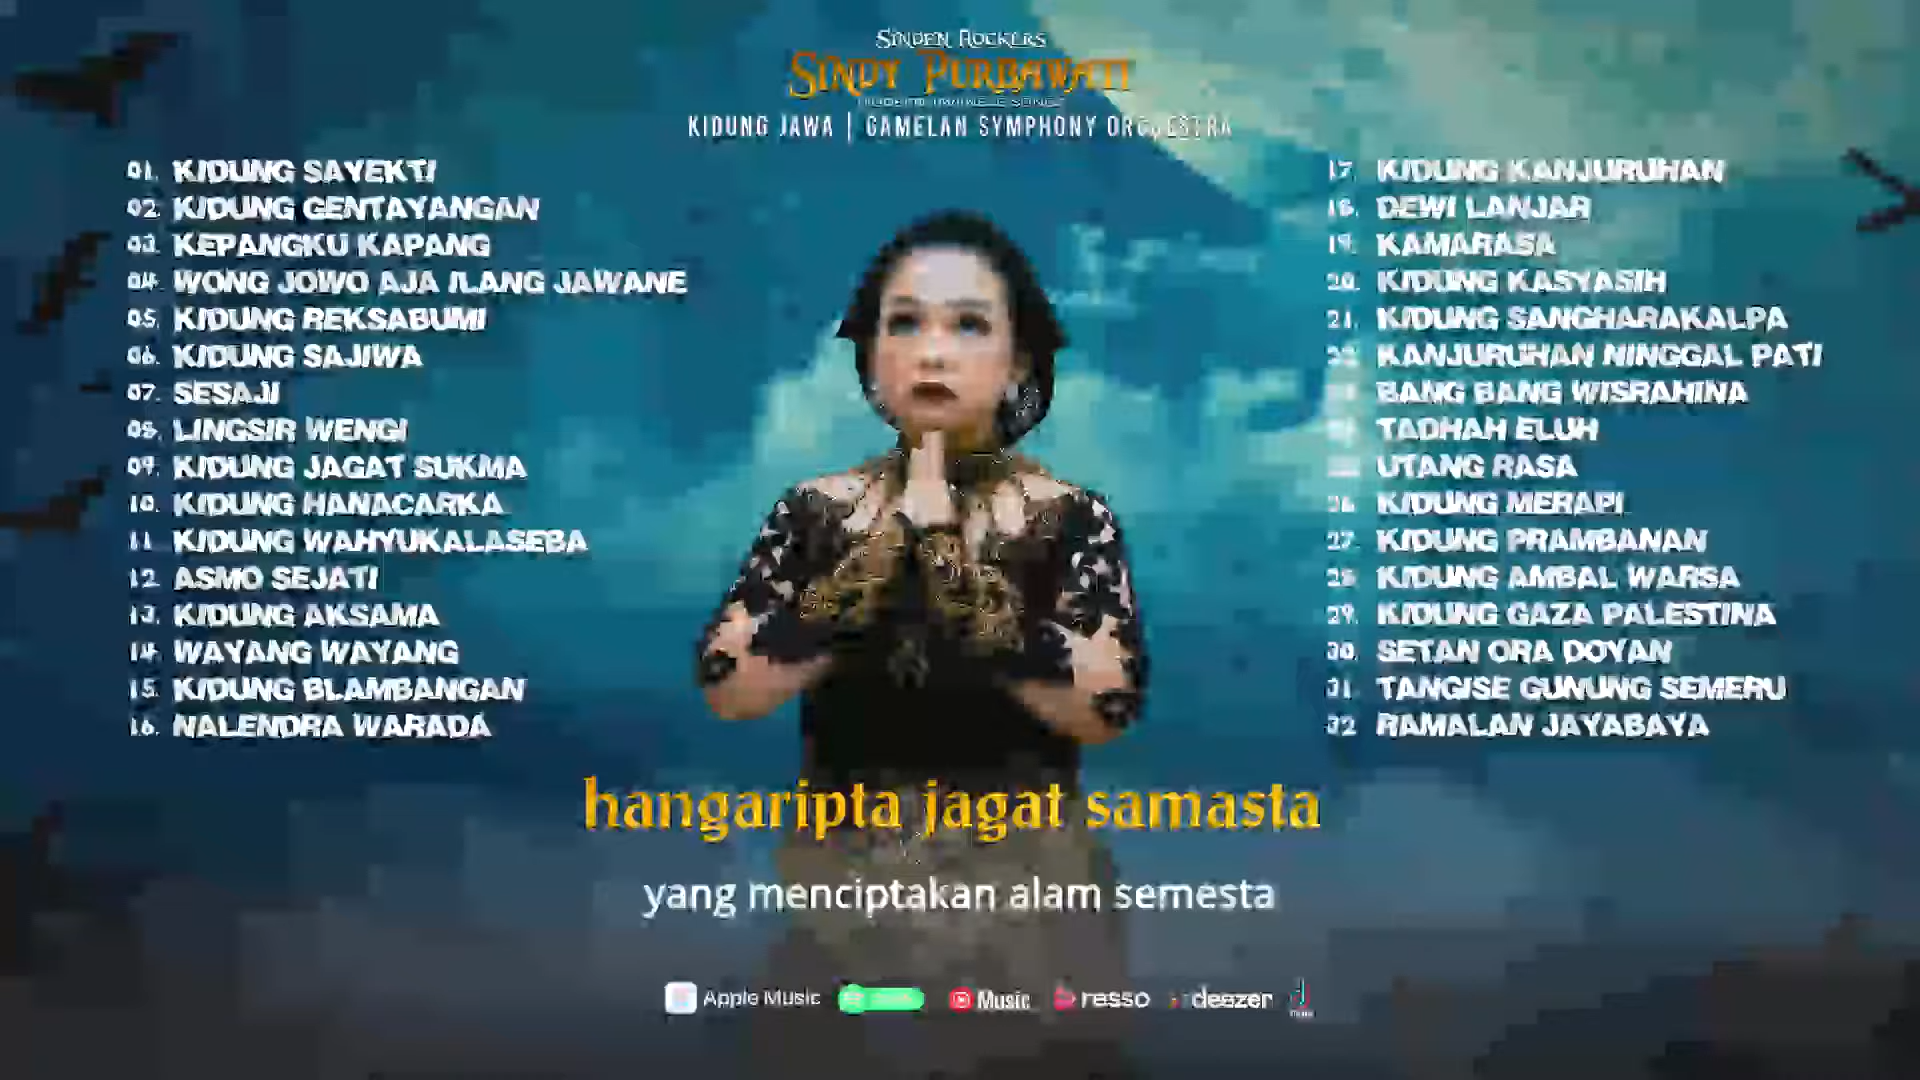 SINDEN ROCKERS
SINDY PURBAWATI
MODERN JAVANESE SONGS
KIDUNG JAWA | GAMELAN SYMPHONY ORQUESTRA
01. KIDUNG SAYEKTI
02. KIDUNG GENTAYANGAN
03. KEPANGKU KAPANG
04. WONG JOWO AJA ILANG JAWANE
05. KIDUNG REKSABUMI
06. KIDUNG SAJIWA
07. SESAJI
08. LINGSIR WENGI
09. KIDUNG JAGAT SUKMA
10. KIDUNG HANACARKA
11. KIDUNG WAHYUKALASEBA
12. ASMO SEJATI
13. KIDUNG AKSAMA
14. WAYANG WAYANG
15. KIDUNG BLAMBANGAN
16. NALENDRA WARADA
17. KIDUNG KANJURUHAN
18. DEWI LANJAR
19. KAMARASA
20. KIDUNG KASYASIH
21. KIDUNG SANGHARAKALPA
22. KANJURUHAN NINGGAL PATI
BANG BANG WISRAHINA
TADHAH ELUH
UTANG RASA
26. KIDUNG MERAPI
27. KIDUNG PRAMBANAN
28. KIDUNG AMBAL WARSA
29. KIDUNG GAZA PALESTINA
30. SETAN ORA DOYAN
31. TANGISE GUNUNG SEMERU
32. RAMALAN JAYABAYA
hangaripta jagat samasta
yang menciptakan alam semesta
Apple Music
Music
resso
deezer